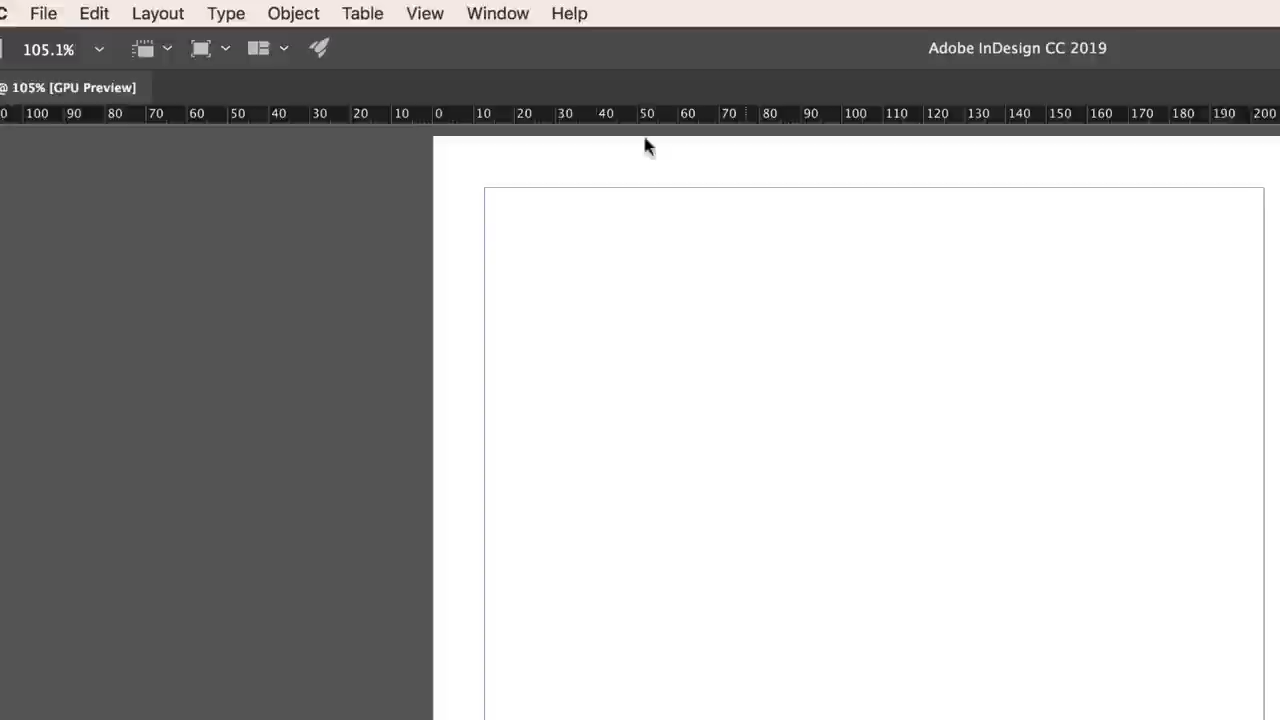 C File Edit Layout Type Object Table View Window Help
105.1% Adobe InDesign CC 2019
@ 105% [GPU Preview]
0 100 90 80 70 60 50 40 30 20 10 0 10 20 30 40 50 60 70 80 90 100 110 120 130 140 150 160 170 180 190 200